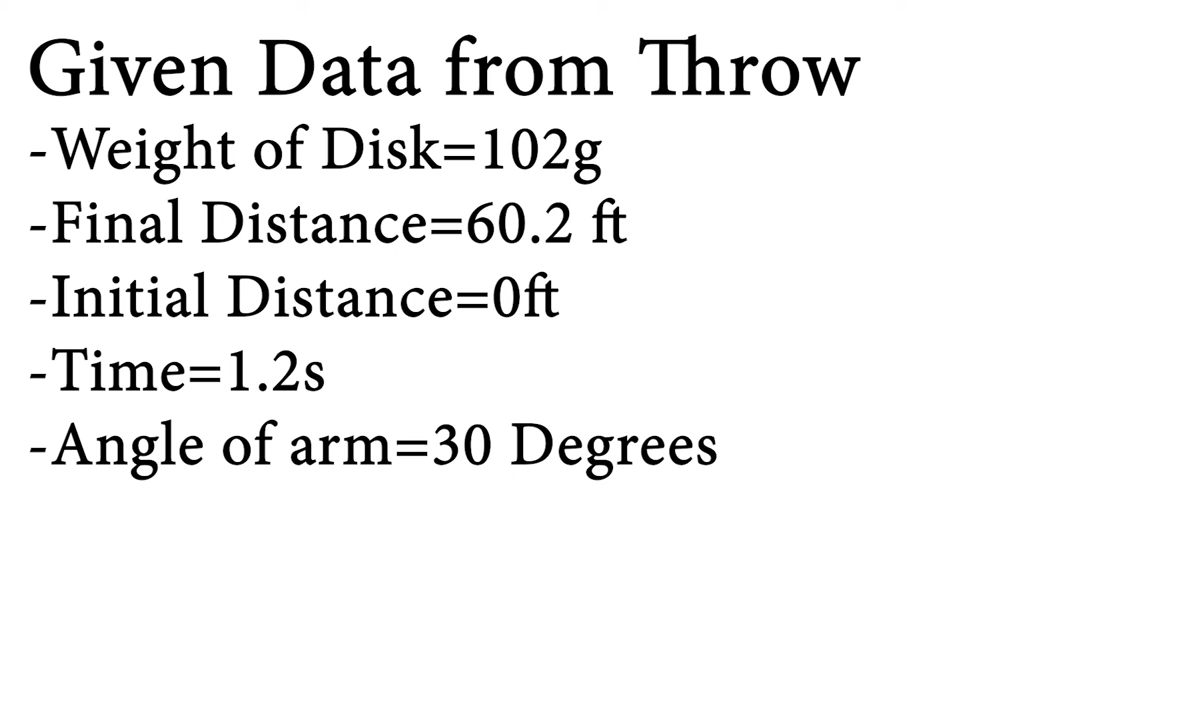 Given Data from Throw
-Weight of Disk=102g
-Final Distance=60.2 ft
-Initial Distance=0ft
-Time=1.2s
-Angle of arm=30 Degrees